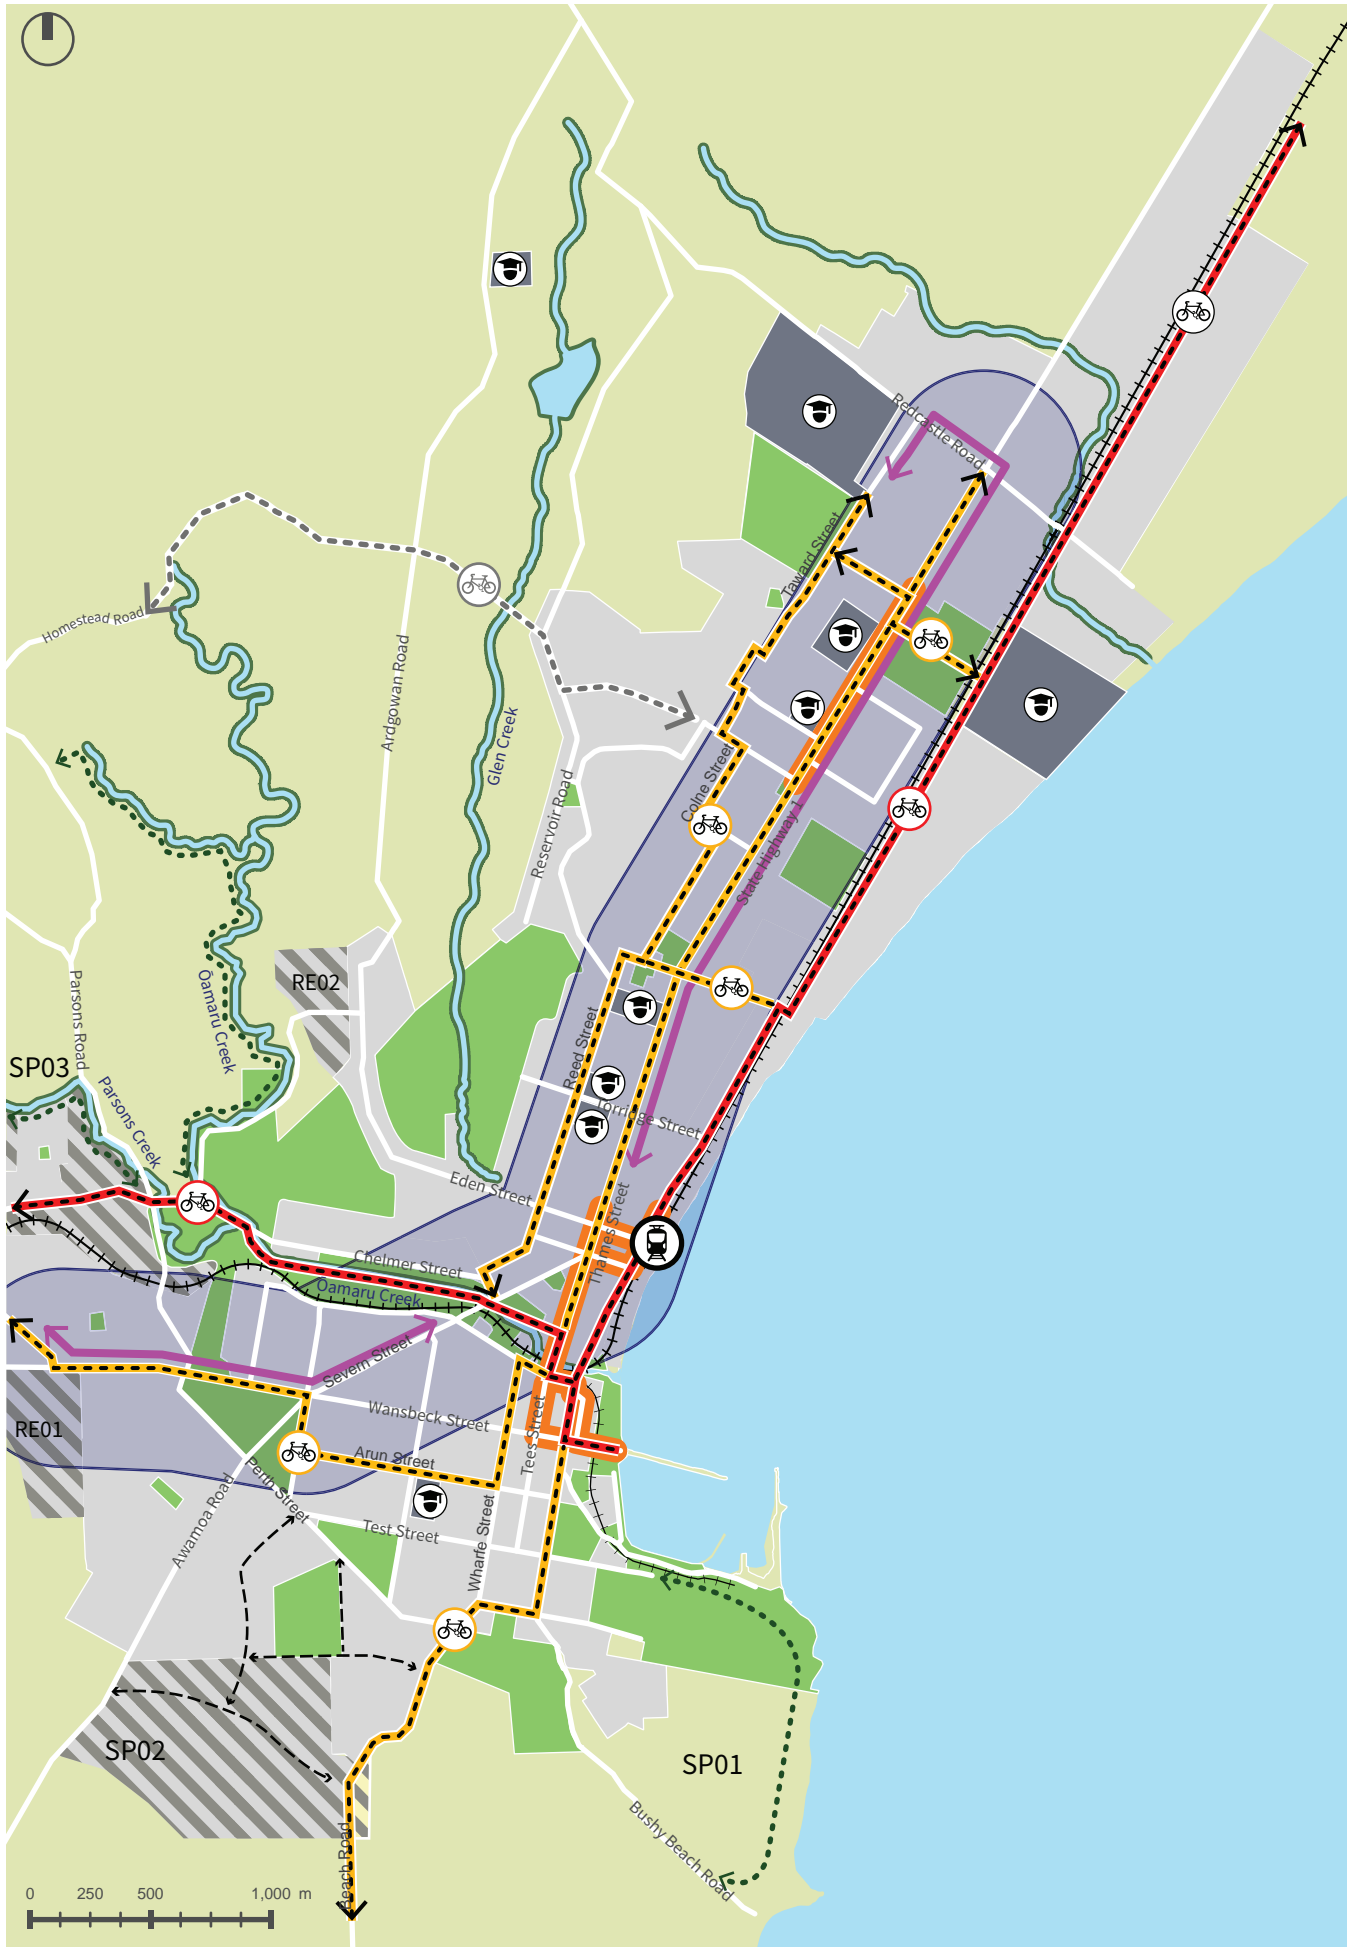 Redcastle Road
Taward Street
Homestead Road
Ardgowan Road
Glen Creek
Colne Street
Reservoir Road
State Highway 1
RE02
Parsons Road
Ōamaru Creek
Reed Street
SP03
Parsons Creek
Torridge Street
Eden Street
Thames Street
Chelmer Street
Ōamaru Creek
Severn Street
Wansbeck Street
RE01
Tees Street
Arun Street
Perth Street
Awamoa Road
Test Street
Wharfe Street
SP02
SP01
Bushy Beach Road
Beach Road
0 250 500 1,000 m